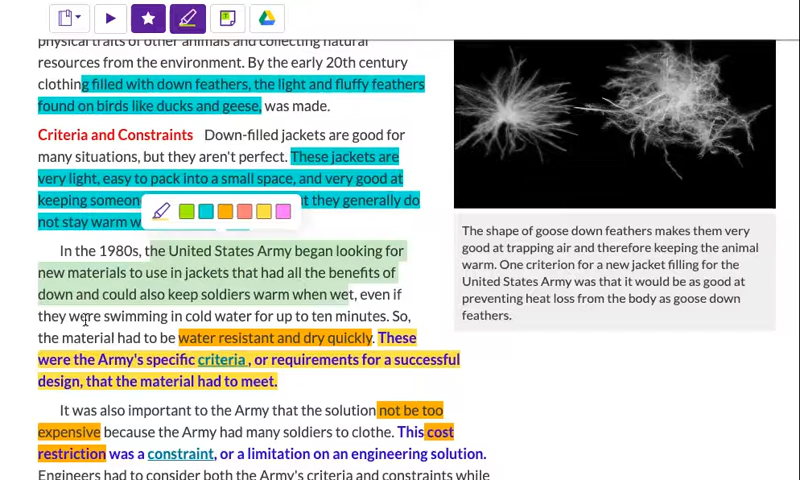 physical traits of other animals and collecting natural
resources from the environment. By the early 20th century
clothing filled with down feathers, the light and fluffy feathers
found on birds like ducks and geese, was made.
Criteria and Constraints Down-filled jackets are good for
many situations, but they aren't perfect. These jackets are
very light, easy to pack into a small space, and very good at
keeping someon t they generally do
not stay warm w
In the 1980s, the United States Army began looking for
new materials to use in jackets that had all the benefits of
down and could also keep soldiers warm when wet, even if
they were swimming in cold water for up to ten minutes. So,
the material had to be water resistant and dry quickly. These
were the Army's specific criteria, or requirements for a successful
design, that the material had to meet.
It was also important to the Army that the solution not be too
expensive because the Army had many soldiers to clothe. This cost
restriction was a constraint, or a limitation on an engineering solution.
Engineers had to consider both the Army's criteria and constraints while
The shape of goose down feathers makes them very
good at trapping air and therefore keeping the animal
warm. One criterion for a new jacket filling for the
United States Army was that it would be as good at
preventing heat loss from the body as goose down
feathers.